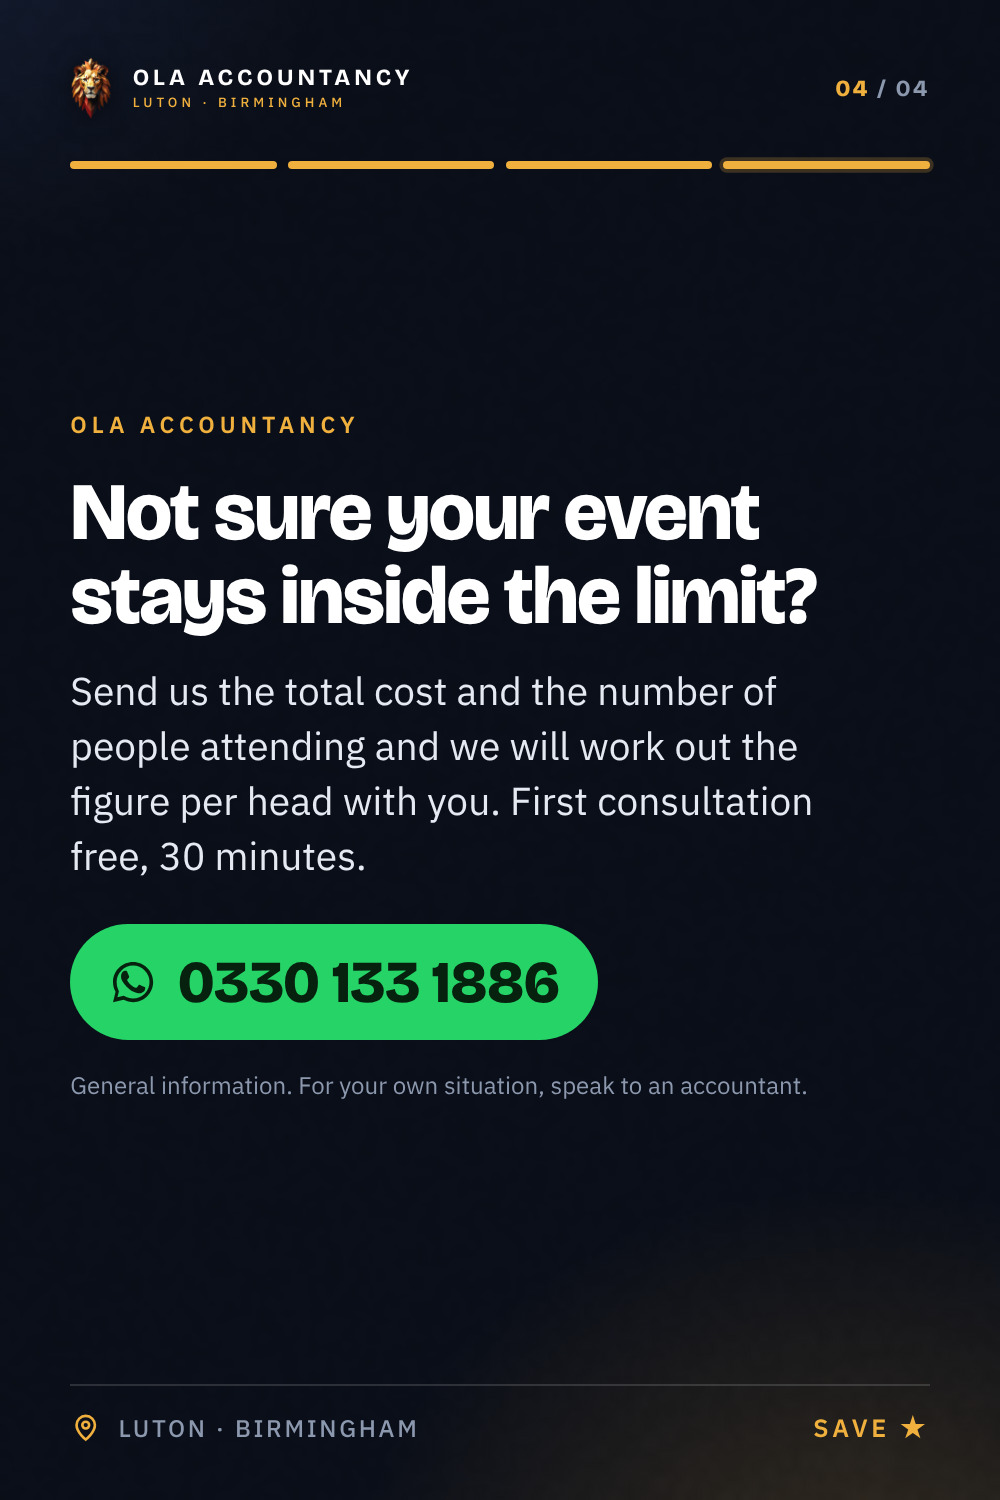 OLA ACCOUNTANCY
LUTON · BIRMINGHAM
04 / 04
OLA ACCOUNTANCY
Not sure your event
stays inside the limit?
Send us the total cost and the number of
people attending and we will work out the
figure per head with you. First consultation
free, 30 minutes.
0330 133 1886
General information. For your own situation, speak to an accountant.
LUTON · BIRMINGHAM
SAVE ★